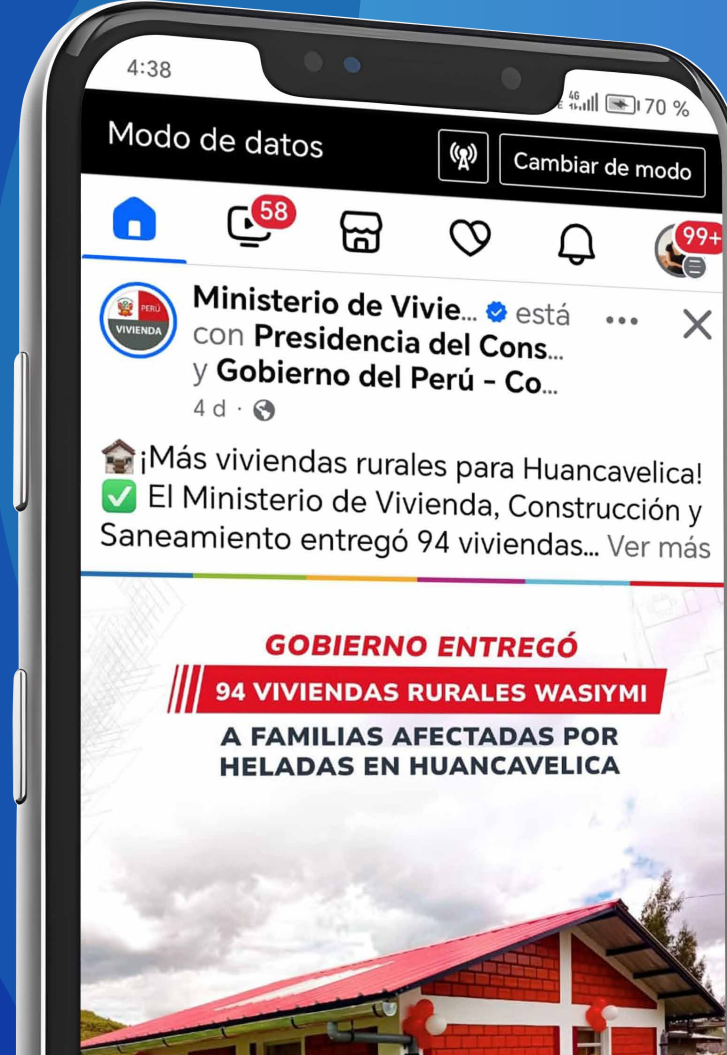 4:38
4G
70 %
Modo de datos
Cambiar de modo
58
99+
PERÚ
VIVIENDA
Ministerio de Vivie... está
con Presidencia del Cons...
y Gobierno del Perú - Co...
4 d ·
¡Más viviendas rurales para Huancavelica!
El Ministerio de Vivienda, Construcción y
Saneamiento entregó 94 viviendas... Ver más
GOBIERNO ENTREGÓ
94 VIVIENDAS RURALES WASIYMI
A FAMILIAS AFECTADAS POR
HELADAS EN HUANCAVELICA